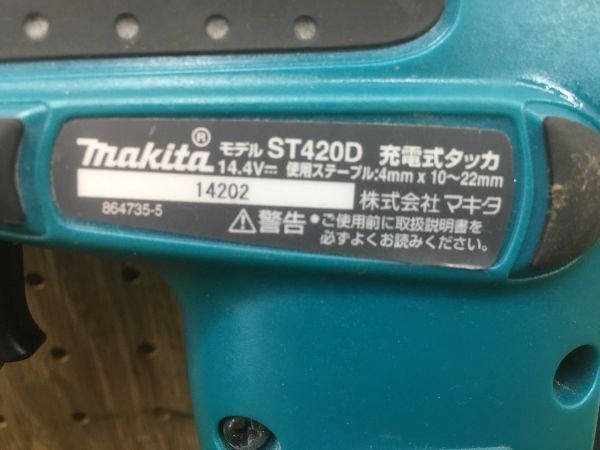 makita® モデル ST420D 充電式タッカ
14.4V⎓ 使用ステープル:4mm x 10~22mm
14202
株式会社 マキタ
864735-5
⚠警告 ●ご使用前に取扱説明書を
必ずよくお読みください。